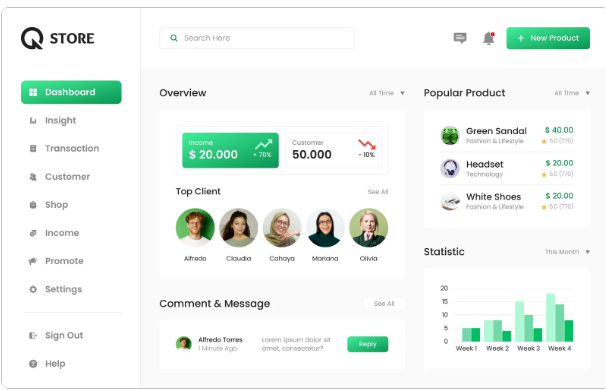 Q STORE
Search Here
+ New Product
Dashboard
Insight
Transaction
Customer
Shop
Income
Promote
Settings
Sign Out
Help
Overview
All Time ▼
Income
$ 20.000
+ 70%
Customer
50.000
- 10%
Top Client
See All
Alfredo
Claudia
Cahaya
Mariana
Olivia
Comment & Message
See All
Alfredo Torres
1 Minute Ago
Lorem ipsum dolor sit
amet, consectetur?
Reply
Popular Product
All Time ▼
Green Sandal
$ 40.00
Fashion & Lifestyle
5.0 (770)
Headset
$ 20.00
Technology
5.0 (770)
White Shoes
$ 20.00
Fashion & Lifestyle
5.0 (770)
Statistic
This Month ▼
20
15
10
5
0
Week 1 Week 2 Week 3 Week 4